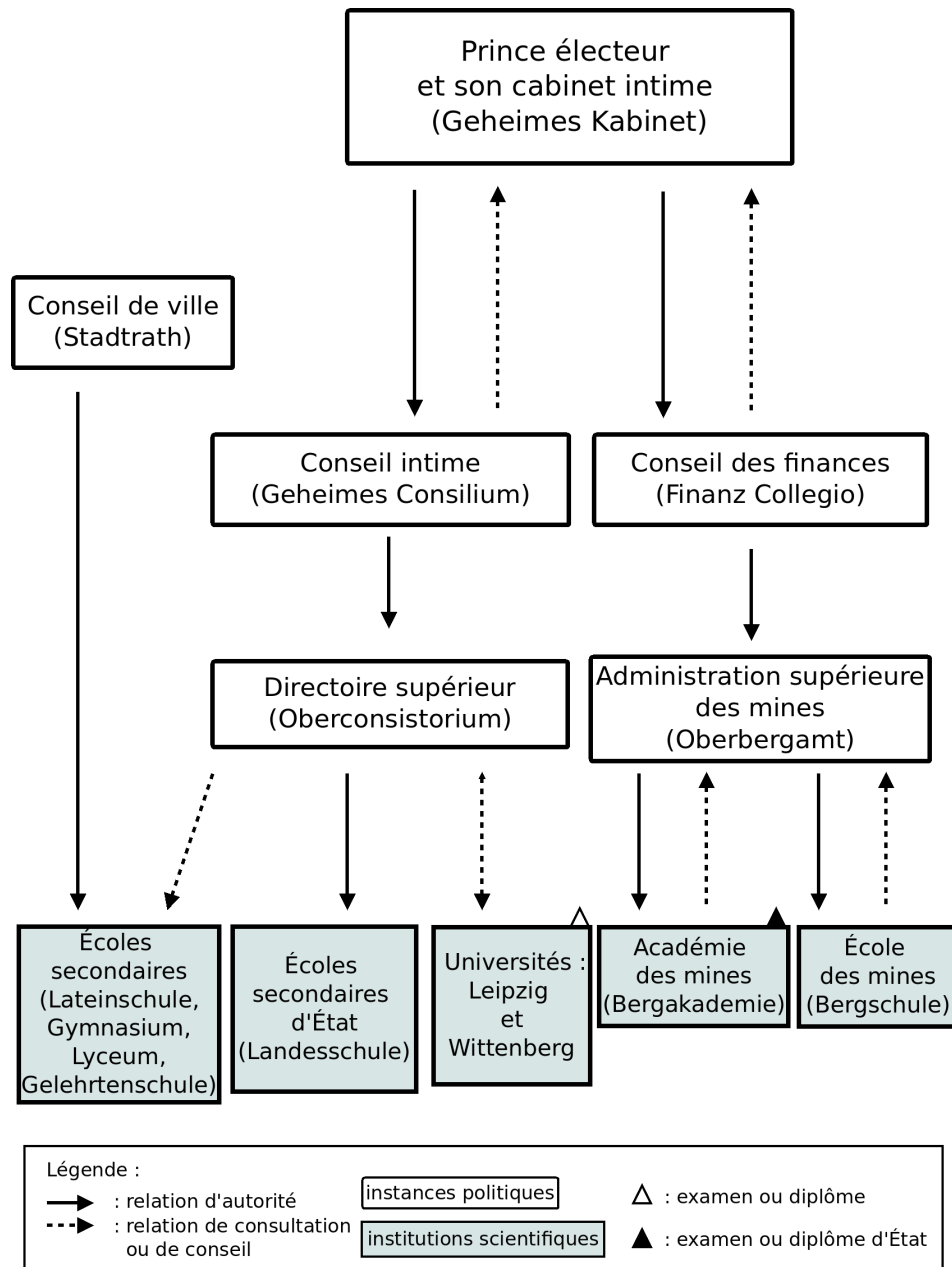 Prince électeur
et son cabinet intime
(Geheimes Kabinet)
Conseil de ville
(Stadtrath)
Conseil intime
(Geheimes Consilium)
Conseil des finances
(Finanz Collegio)
Directoire supérieur
(Oberconsistorium)
Administration supérieure
des mines
(Oberbergamt)
Écoles
secondaires
(Lateinschule,
Gymnasium,
Lyceum,
Gelehrtenschule)
Écoles
secondaires
d'État
(Landesschule)
Universités :
Leipzig
et
Wittenberg
Académie
des mines
(Bergakademie)
École
des mines
(Bergschule)
Légende :
: relation d'autorité
: relation de consultation
ou de conseil
instances politiques
institutions scientifiques
: examen ou diplôme
: examen ou diplôme d'État